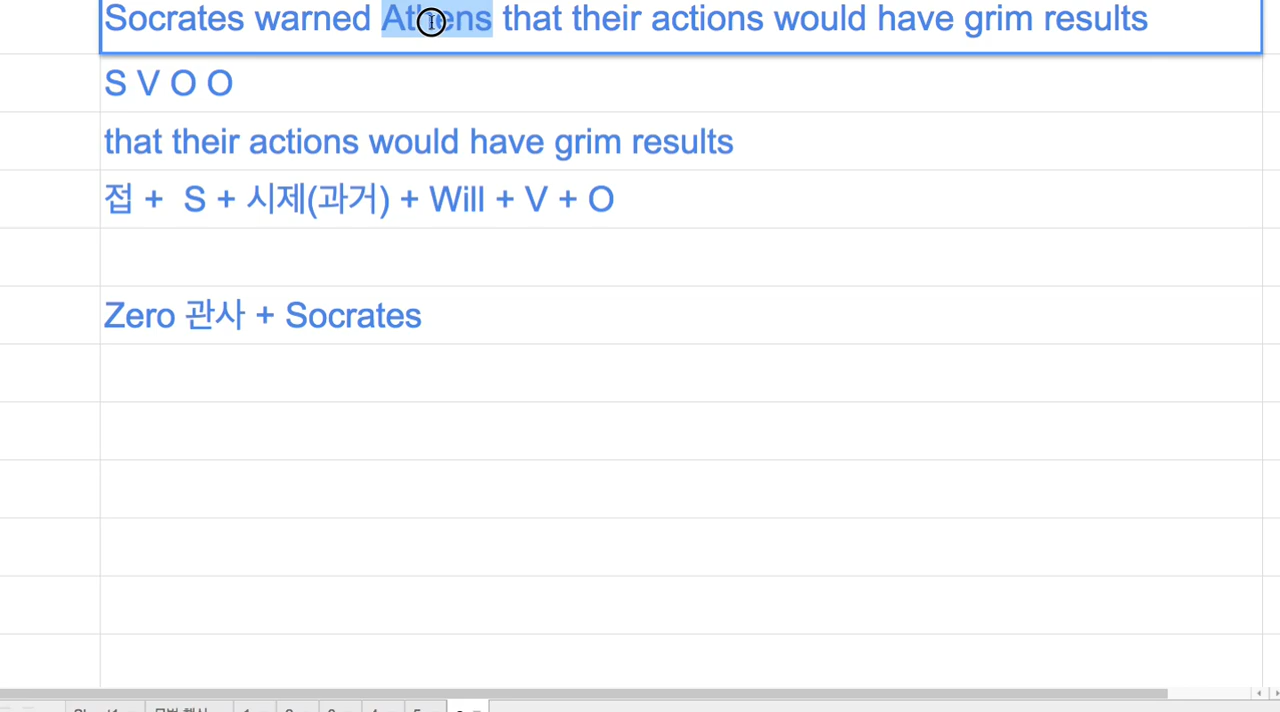 Socrates warned Athens that their actions would have grim results
S V O O
that their actions would have grim results
접 + S + 시제(과거) + Will + V + O
Zero 관사 + Socrates